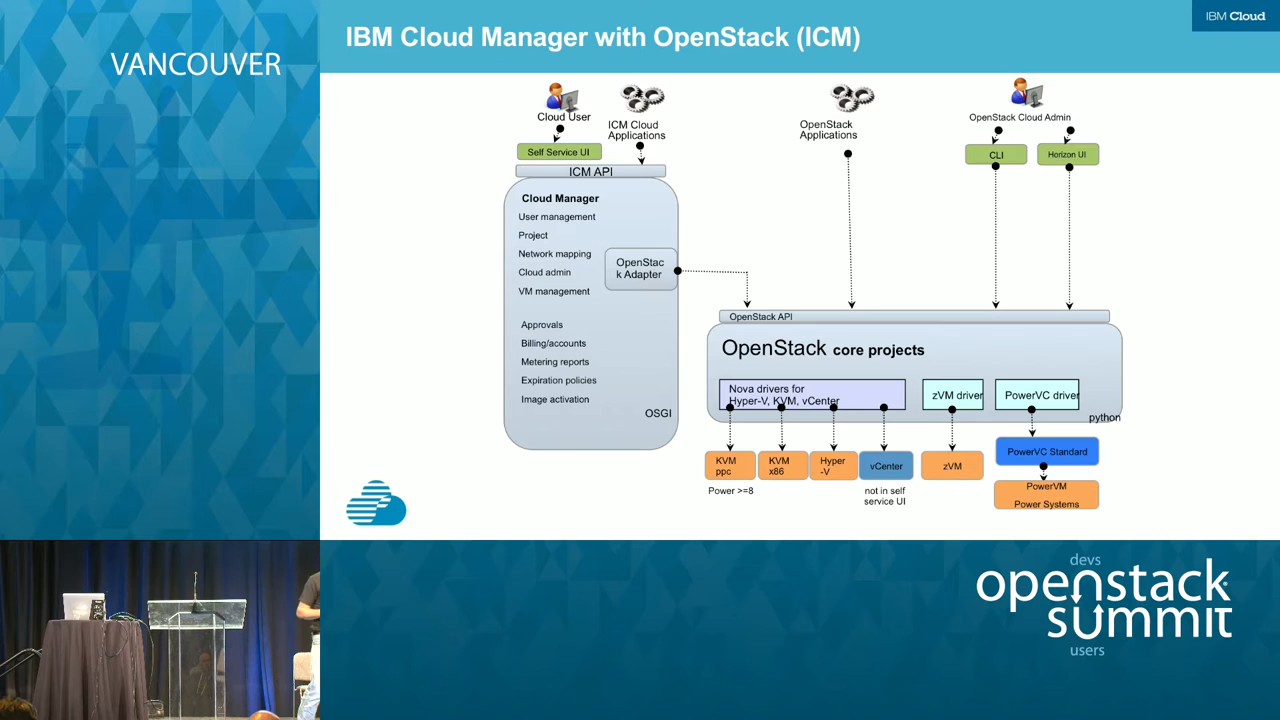 IBM Cloud
IBM Cloud Manager with OpenStack (ICM)
VANCOUVER
Cloud User
ICM Cloud
Applications
OpenStack
Applications
OpenStack Cloud Admin
Self Service UI
CLI
Horizon UI
ICM API
Cloud Manager
User management
Project
Network mapping
Cloud admin
VM management
OpenStac
k Adapter
Approvals
Billing/accounts
Metering reports
Expiration policies
Image activation
OSGI
OpenStack API
OpenStack core projects
Nova drivers for
Hyper-V, KVM, vCenter
zVM driver
PowerVC driver
python
KVM
ppc
KVM
x86
Hyper
-V
vCenter
zVM
PowerVC Standard
PowerVM
Power Systems
Power >=8
not in self
service UI
devs
openstack
summit
users